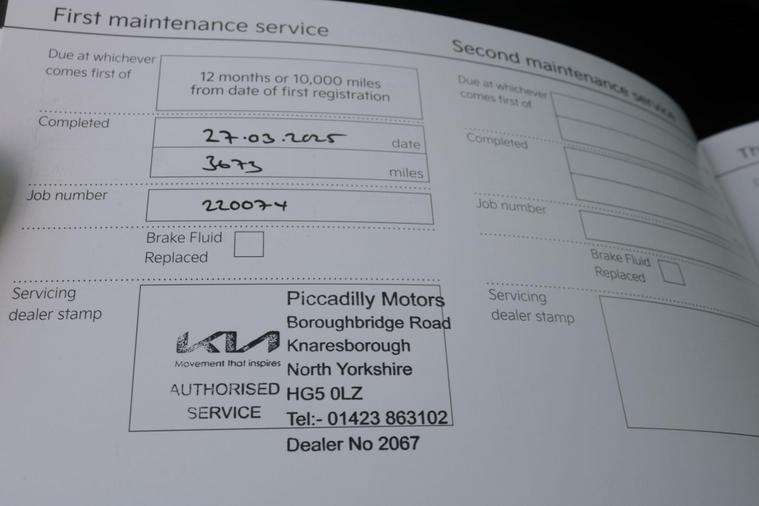 First maintenance service
Due at whichever
comes first of
12 months or 10,000 miles
from date of first registration
Completed
27.03.2025 date
3673 miles
Job number
220074
Brake Fluid
Replaced
Servicing
dealer stamp
KIA
Movement that inspires
AUTHORISED
SERVICE
Piccadilly Motors
Boroughbridge Road
Knaresborough
North Yorkshire
HG5 0LZ
Tel:- 01423 863102
Dealer No 2067
Second maintenance service
Due at whichever
comes first of
Completed
Job number
Brake Fluid
Replaced
Servicing
dealer stamp